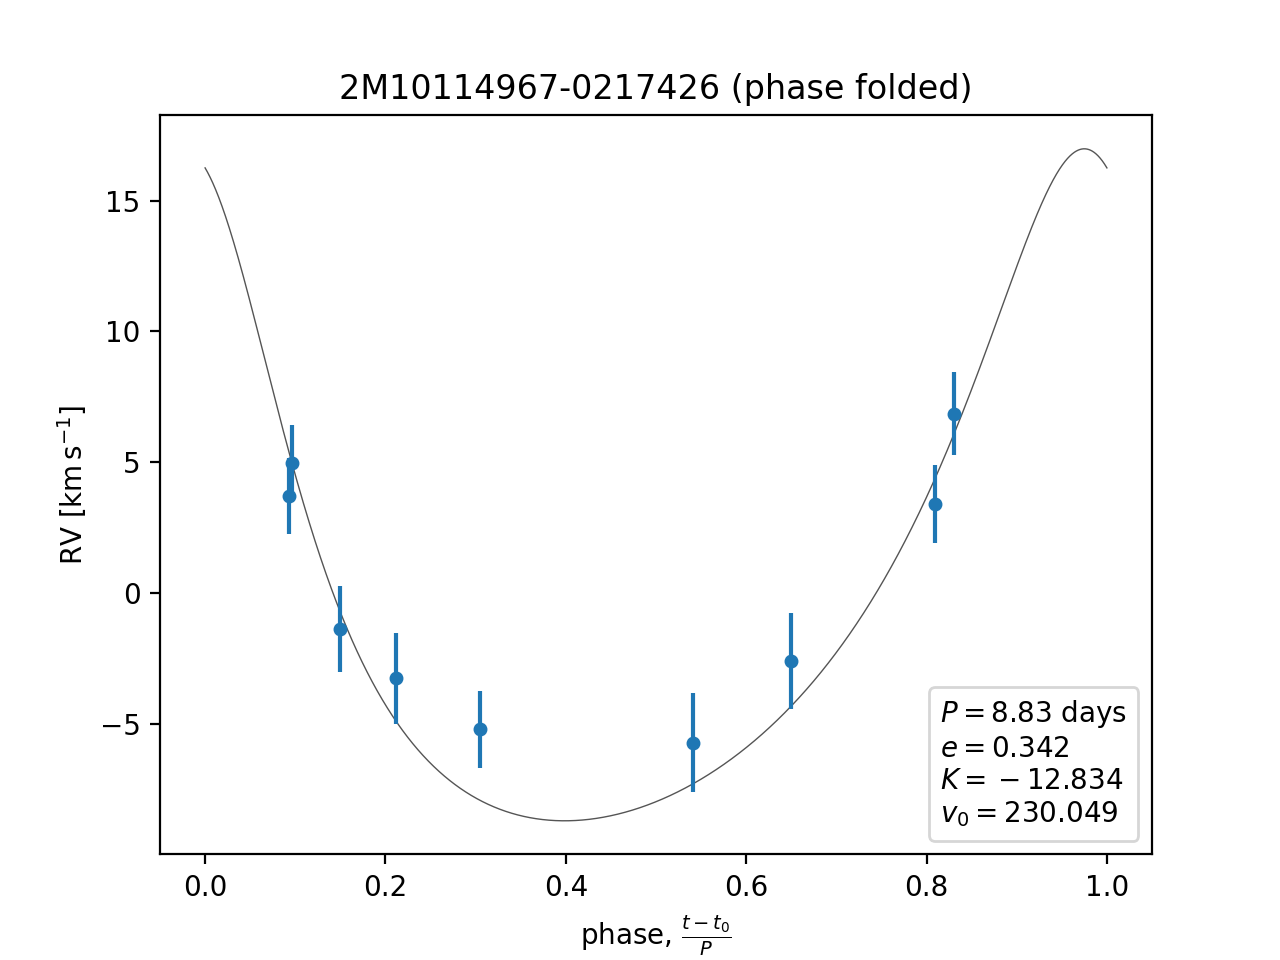 2M10114967-0217426 (phase folded)
RV [km s⁻¹]
15
10
5
0
−5
0.0 0.2 0.4 0.6 0.8 1.0
phase, \frac{t − t₀}{P}
P = 8.83 days
e = 0.342
K = −12.834
v₀ = 230.049